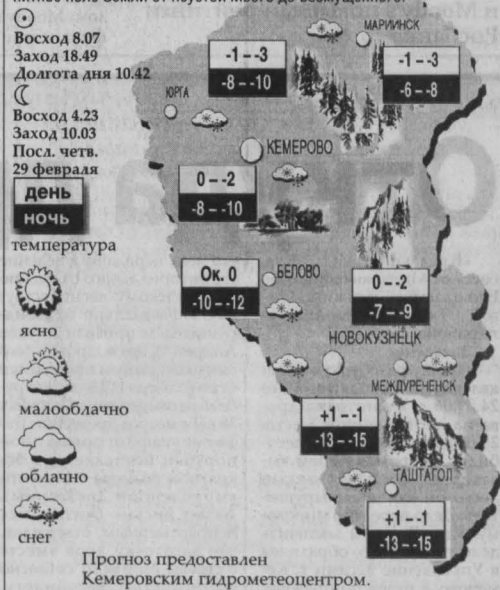 Восход 8.07
Заход 18.49
Долгота дня 10.42
Восход 4.23
Заход 10.03
Посл. четв.
29 февраля
день
ночь
температура
ясно
малооблачно
облачно
снег
МАРИИНСК
-1 - -3
-8 - -10
-1 - -3
-6 - -8
ЮРГА
КЕМЕРОВО
0 - -2
-8 - -10
Ок. 0
-10 - -12
БЕЛОВО
0 - -2
-7 - -9
НОВОКУЗНЕЦК
МЕЖДУРЕЧЕНСК
+1 - -1
-13 - -15
ТАШТАГОЛ
+1 - -1
-13 - -15
Прогноз предоставлен
Кемеровским гидрометеоцентром.